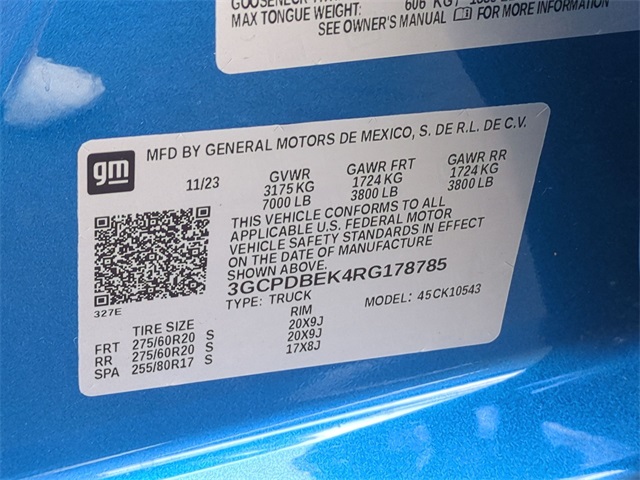 MAX TONGUE WEIGHT: 606 KG
SEE OWNER'S MANUAL FOR MORE INFORMATION
gm
MFD BY GENERAL MOTORS DE MEXICO, S. DE R.L. DE C.V.
11/23
GVWR GAWR FRT GAWR RR
3175 KG 1724 KG 1724 KG
7000 LB 3800 LB 3800 LB
THIS VEHICLE CONFORMS TO ALL
APPLICABLE U.S. FEDERAL MOTOR
VEHICLE SAFETY STANDARDS IN EFFECT
ON THE DATE OF MANUFACTURE
3GCPDBEK4RG178785
TYPE: TRUCK MODEL: 45CK10543
327E
TIRE SIZE RIM
FRT 275/60R20 S 20X9J
RR 275/60R20 S 20X9J
SPA 255/80R17 S 17X8J